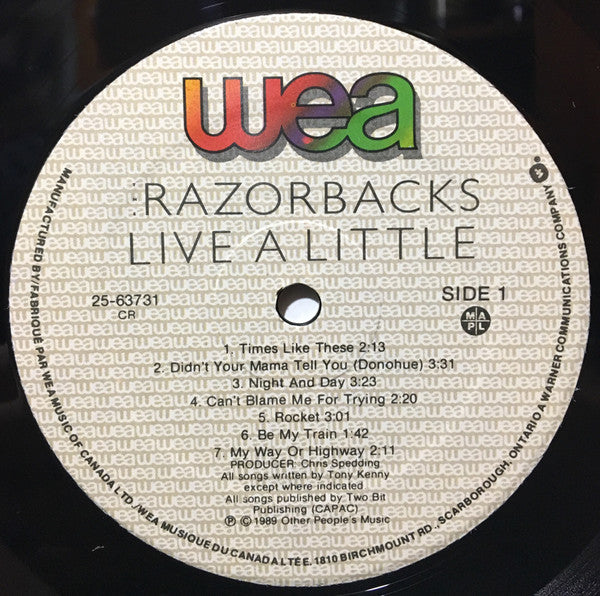 wea
:RAZORBACKS
LIVE A LITTLE
25-63731
CR
SIDE 1
MAPL
1. Times Like These 2:13
2. Didn't Your Mama Tell You (Donohue) 3:31
3. Night And Day 3:23
4. Can't Blame Me For Trying 2:20
5. Rocket 3:01
6. Be My Train 1:42
7. My Way Or Highway 2:11
PRODUCER: Chris Spedding
All songs written by Tony Kenny
except where indicated
All songs published by Two Bit
Publishing (CAPAC)
℗ © 1989 Other People's Music
MANUFACTURED BY/FABRIQUE PAR WEA MUSIC OF CANADA LTD./WEA MUSIQUE DU CANADA LTÉE. 1810 BIRCHMOUNT RD., SCARBOROUGH, ONTARIO A WARNER COMMUNICATIONS COMPANY